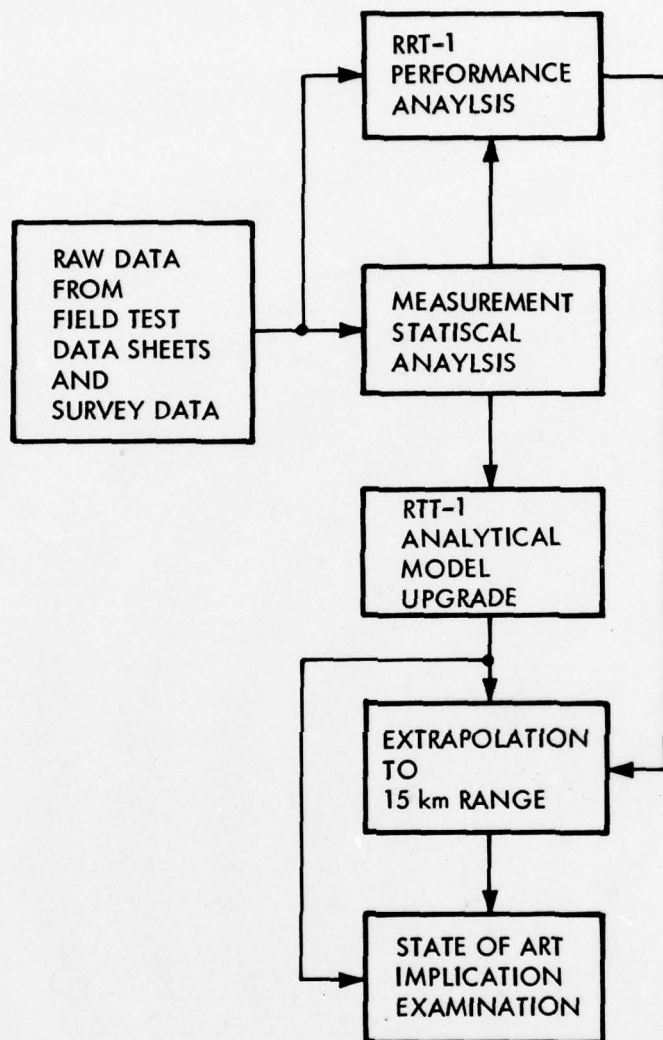 RRT-1
PERFORMANCE
ANAYLSIS
RAW DATA
FROM
FIELD TEST
DATA SHEETS
AND
SURVEY DATA
MEASUREMENT
STATISCAL
ANAYLSIS
RTT-1
ANALYTICAL
MODEL
UPGRADE
EXTRAPOLATION
TO
15 km RANGE
STATE OF ART
IMPLICATION
EXAMINATION